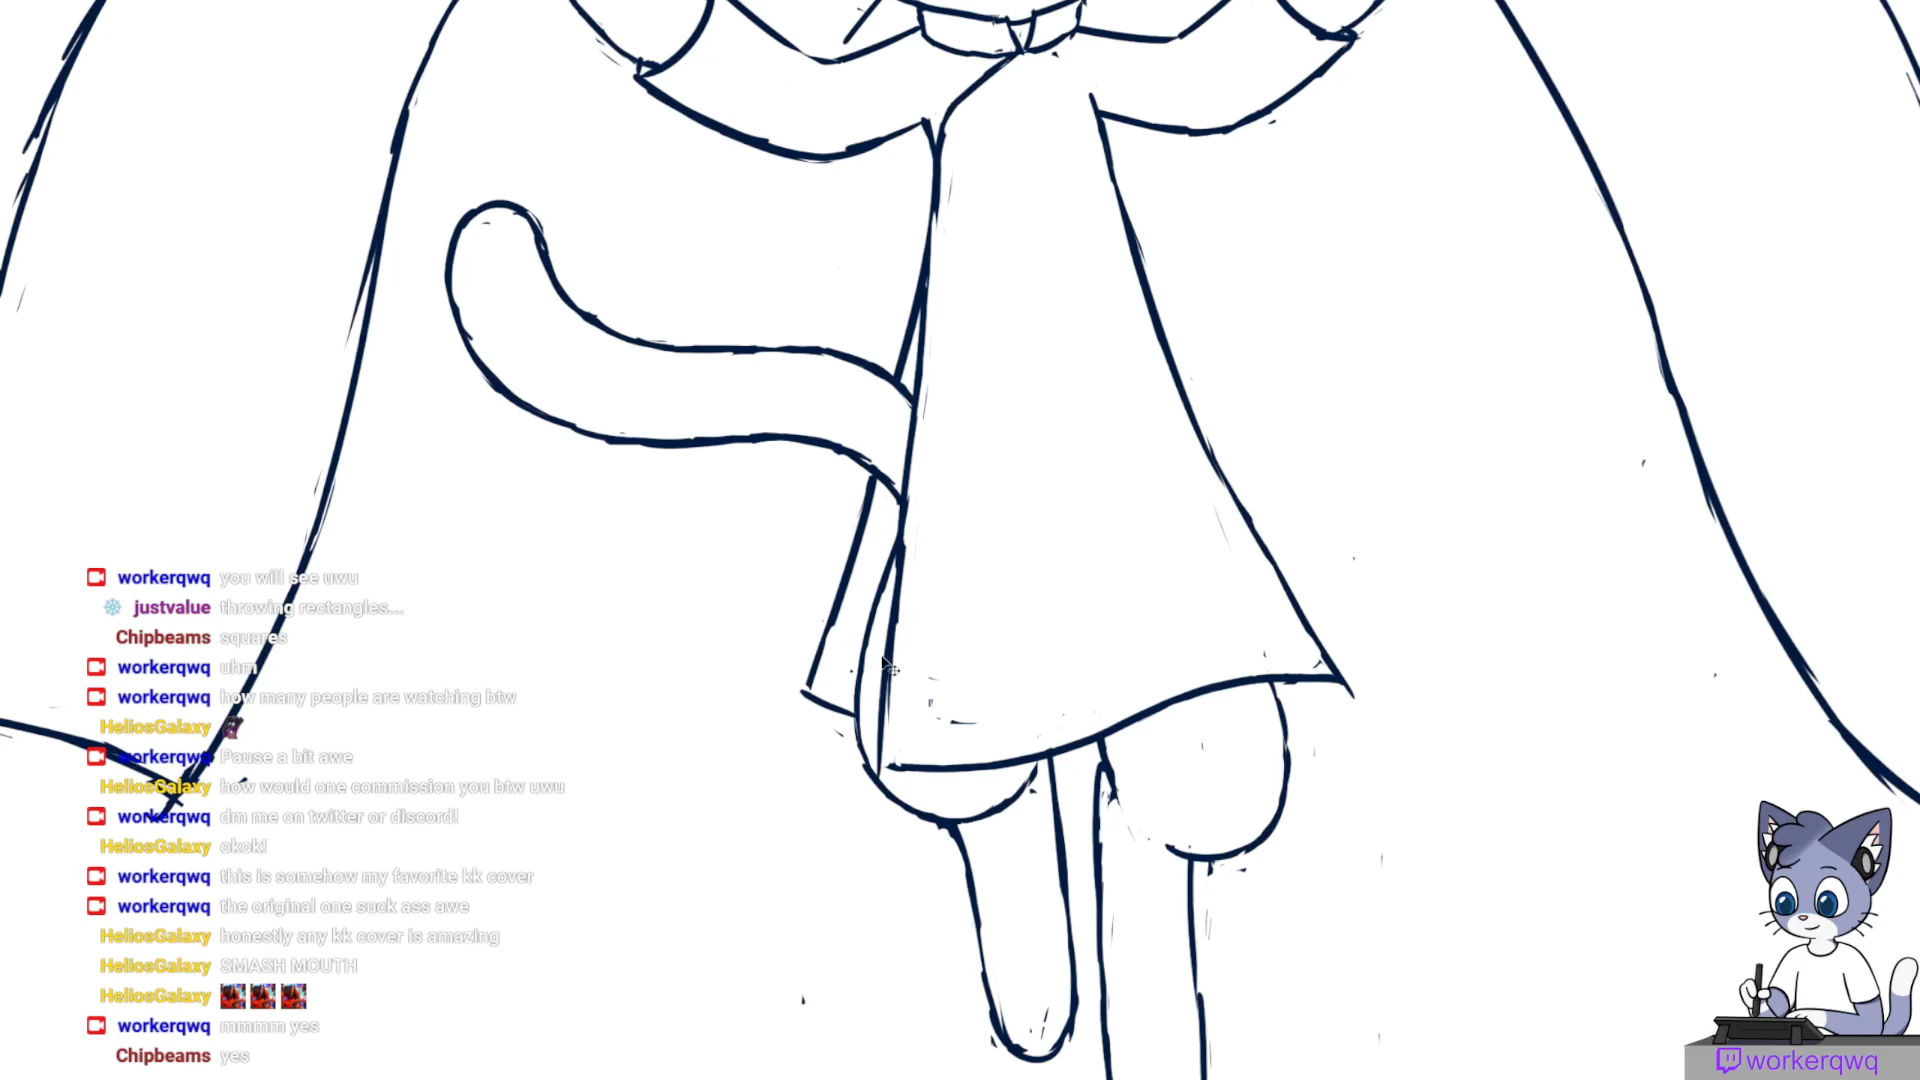 workerqwq you will see uwu
justvalue throwing rectangles...
Chipbeams squares
workerqwq uhm
workerqwq how many people are watching btw
HeliosGalaxy
workerqwq Pause a bit awe
HeliosGalaxy how would one commission you btw uwu
workerqwq dm me on twitter or discord!
HeliosGalaxy okok!
workerqwq this is somehow my favorite kk cover
workerqwq the original one suck ass awe
HeliosGalaxy honestly any kk cover is amazing
HeliosGalaxy SMASH MOUTH
HeliosGalaxy
workerqwq mmmm yes
Chipbeams yes
workerqwq